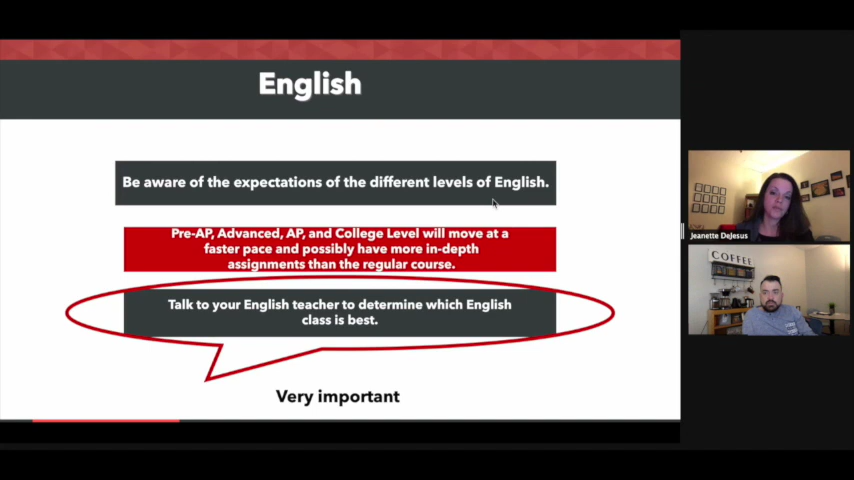 English
Be aware of the expectations of the different levels of English.
Pre-AP, Advanced, AP, and College Level will move at a
faster pace and possibly have more in-depth
assignments than the regular course.
Talk to your English teacher to determine which English
class is best.
Very important
Jeanette DeJesus
COFFEE